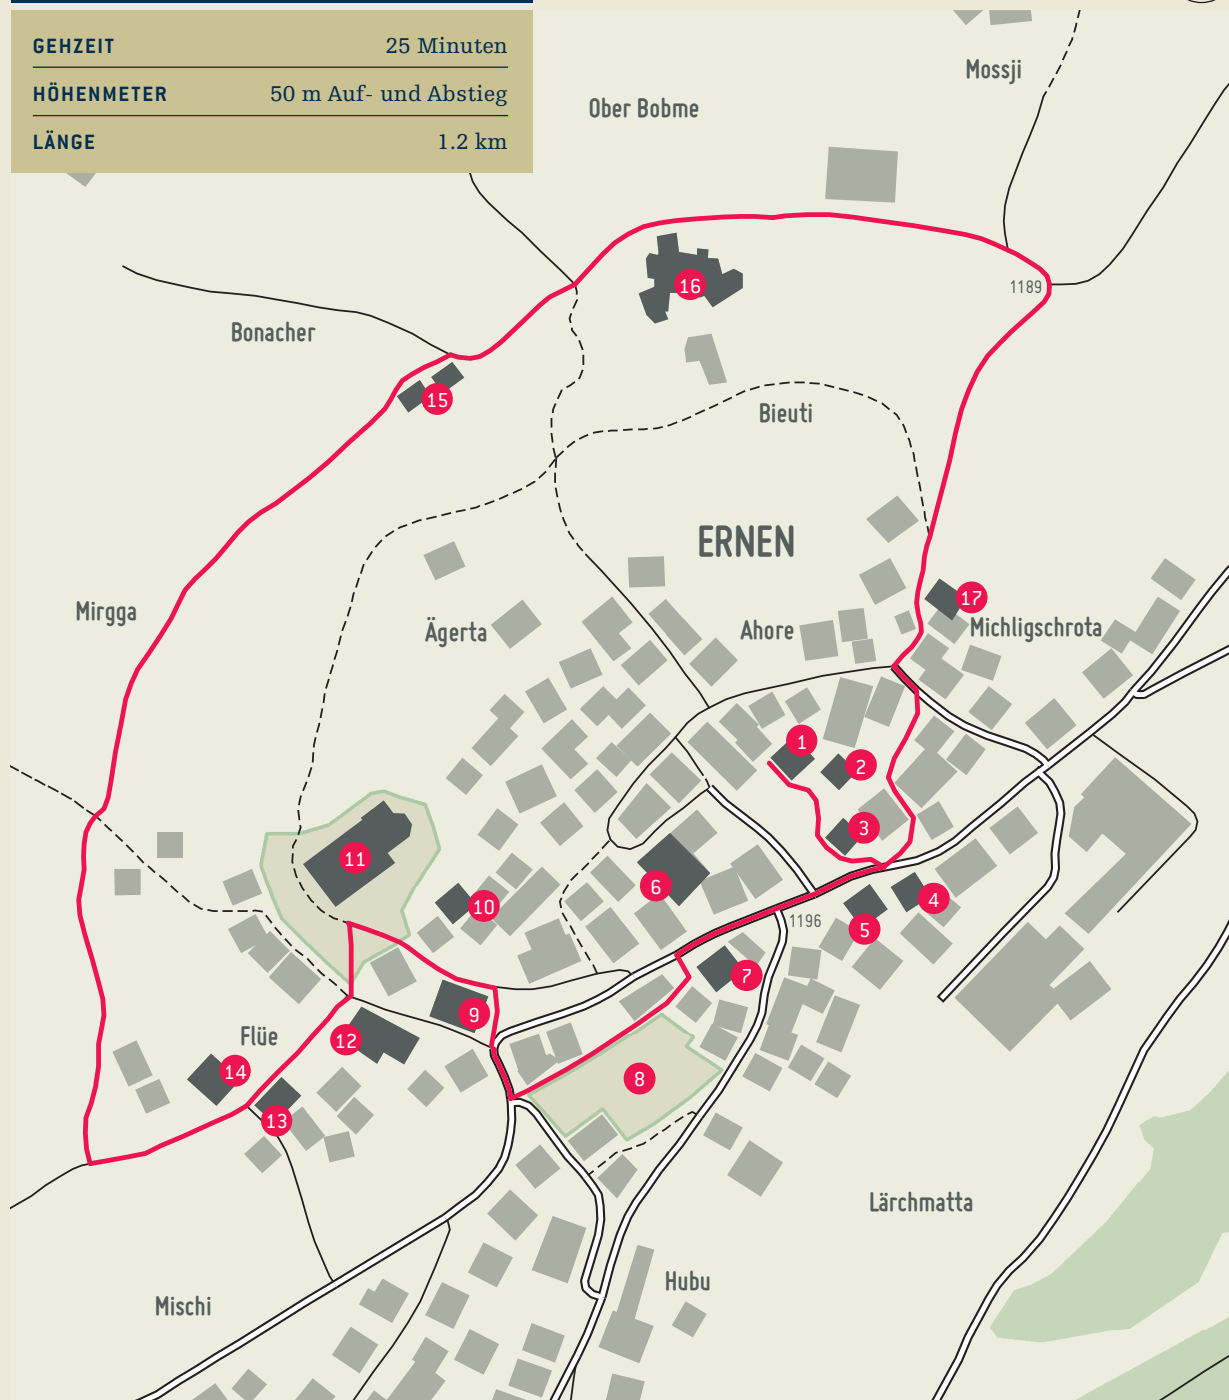 GEHZEIT 25 Minuten
HÖHENMETER 50 m Auf- und Abstieg
LÄNGE 1.2 km
Mossji
Ober Bobme
16
1189
Bonacher
15
Bieuti
ERNEN
17
Mirgga
Ägerta
Ahore
Michligschrota
1
2
3
11
6
10
4
1196
5
7
9
Flüe
12
14
8
13
Lärchmatta
Hubu
Mischi